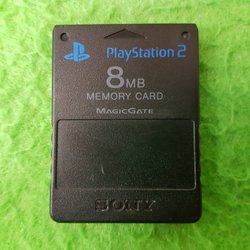 PlayStation 2
8MB
MEMORY CARD
MAGICGATE
SONY